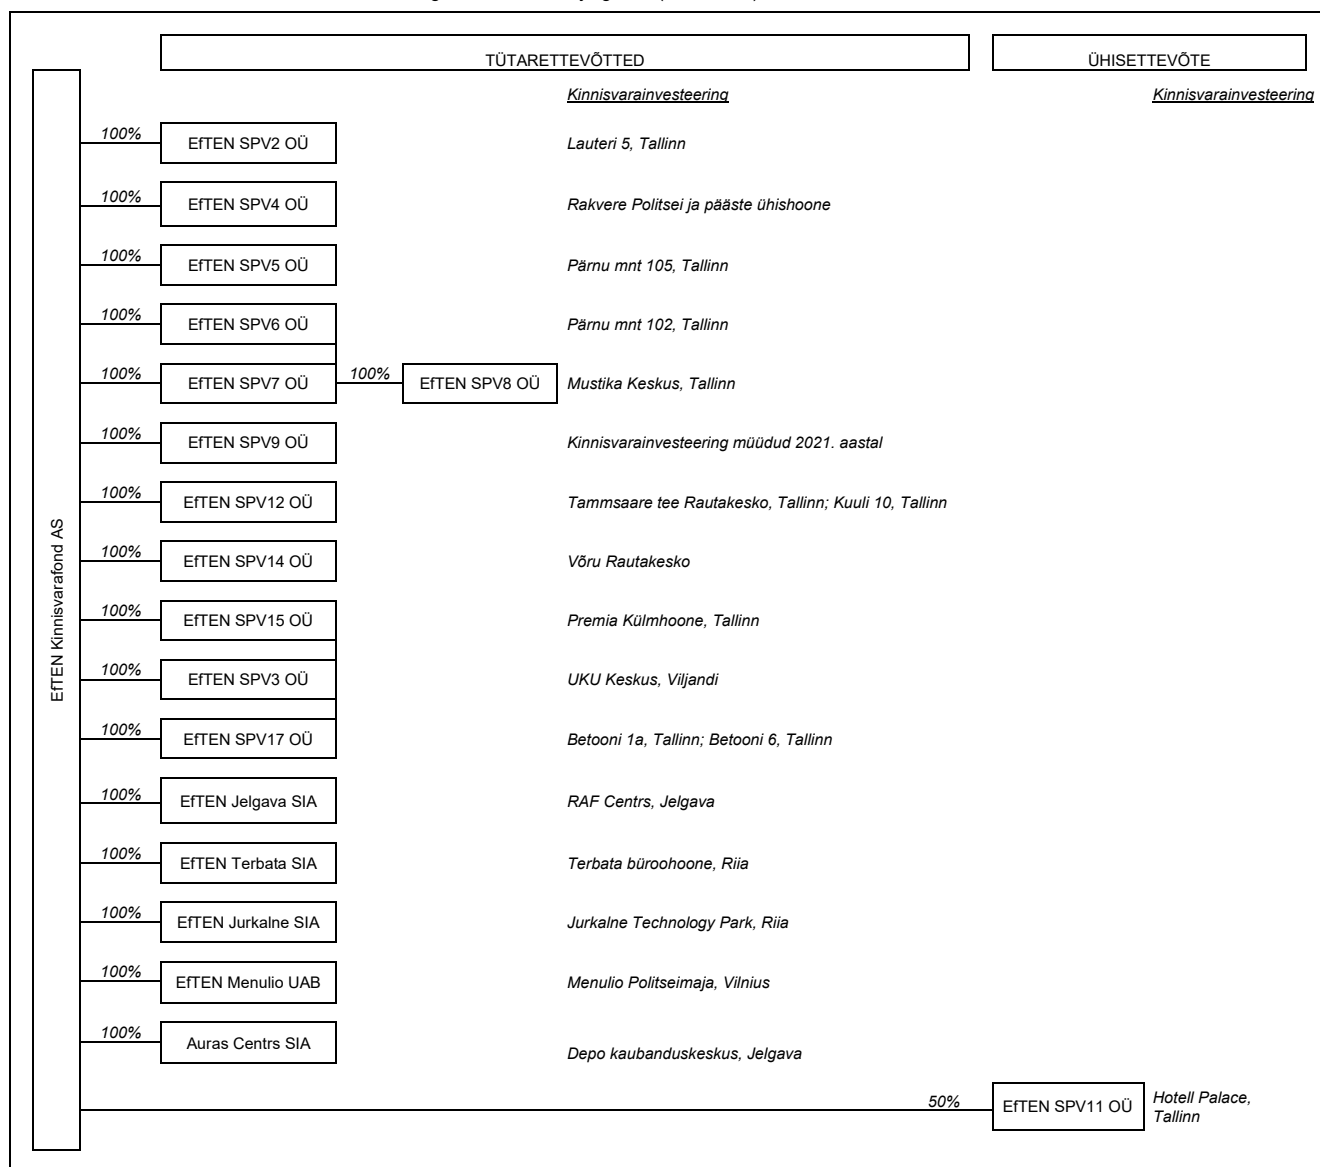 TÜTARETTEVÕTTED
ÜHISETTEVÕTE
Kinnisvarainvesteering
Kinnisvarainvesteering
EfTEN Kinnisvarafond AS
100%
EfTEN SPV2 OÜ
Lauteri 5, Tallinn
100%
EfTEN SPV4 OÜ
Rakvere Politsei ja pääste ühishoone
100%
EfTEN SPV5 OÜ
Pärnu mnt 105, Tallinn
100%
EfTEN SPV6 OÜ
Pärnu mnt 102, Tallinn
100%
EfTEN SPV7 OÜ
100%
EfTEN SPV8 OÜ
Mustika Keskus, Tallinn
100%
EfTEN SPV9 OÜ
Kinnisvarainvesteering müüdud 2021. aastal
100%
EfTEN SPV12 OÜ
Tammsaare tee Rautakesko, Tallinn; Kuuli 10, Tallinn
100%
EfTEN SPV14 OÜ
Võru Rautakesko
100%
EfTEN SPV15 OÜ
Premia Külmhoone, Tallinn
100%
EfTEN SPV3 OÜ
UKU Keskus, Viljandi
100%
EfTEN SPV17 OÜ
Betooni 1a, Tallinn; Betooni 6, Tallinn
100%
EfTEN Jelgava SIA
RAF Centrs, Jelgava
100%
EfTEN Terbata SIA
Terbata büroohoone, Riia
100%
EfTEN Jurkalne SIA
Jurkalne Technology Park, Riia
100%
EfTEN Menulio UAB
Menulio Politseimaja, Vilnius
100%
Auras Centrs SIA
Depo kaubanduskeskus, Jelgava
50%
EfTEN SPV11 OÜ
Hotell Palace,
Tallinn